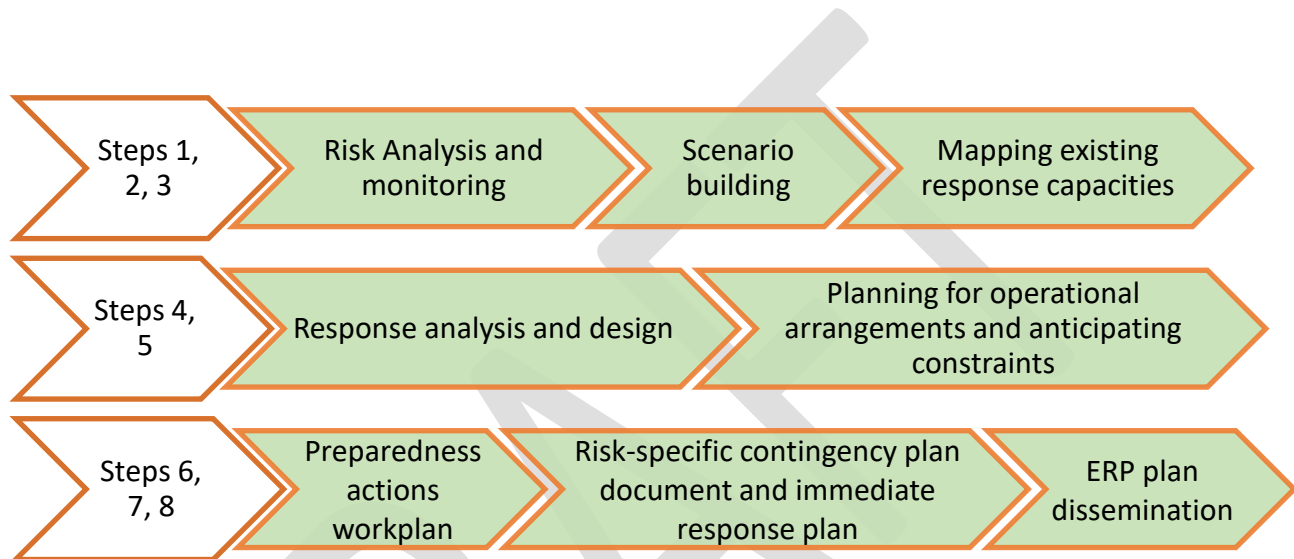 Steps 1,
2, 3
Risk Analysis and
monitoring
Scenario
building
Mapping existing
response capacities
Steps 4,
5
Response analysis and design
Planning for operational
arrangements and anticipating
constraints
Steps 6,
7, 8
Preparedness
actions
workplan
Risk-specific contingency plan
document and immediate
response plan
ERP plan
dissemination